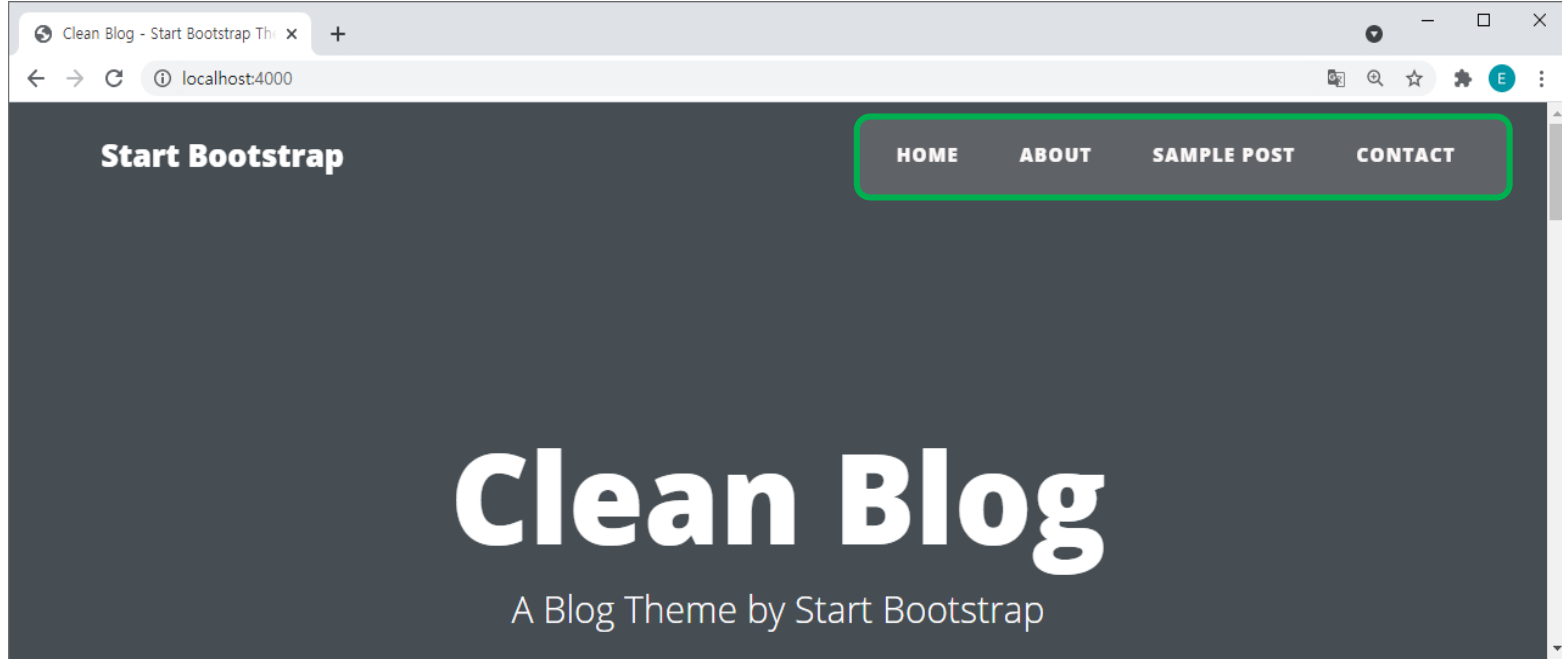 Clean Blog - Start Bootstrap Th
localhost:4000
E
Start Bootstrap
HOME ABOUT SAMPLE POST CONTACT
Clean Blog
A Blog Theme by Start Bootstrap